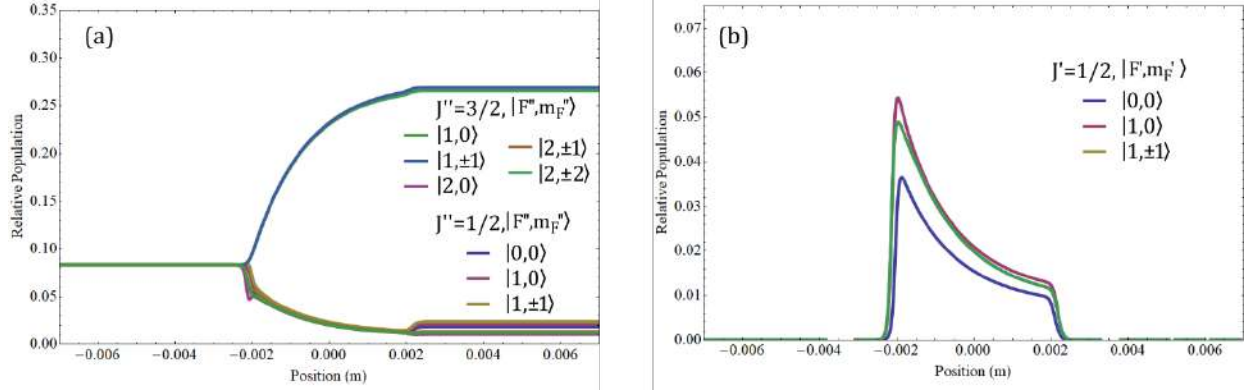 (a)
0.35
0.30
0.25
0.20
0.15
0.10
0.05
0.00
Relative Population
J''=3/2, |F'',m_F''⟩
|1,0⟩
|1,±1⟩ |2,±1⟩
|2,0⟩ |2,±2⟩
J''=1/2,|F'',m_F''⟩
|0,0⟩
|1,0⟩
|1,±1⟩
−0.006 −0.004 −0.002 0.000 0.002 0.004 0.006
Position (m)
(b)
0.07
0.06
0.05
0.04
0.03
0.02
0.01
0.00
Relative Population
J'=1/2, |F',m_F'⟩
|0,0⟩
|1,0⟩
|1,±1⟩
−0.006 −0.004 −0.002 0.000 0.002 0.004 0.006
Position (m)